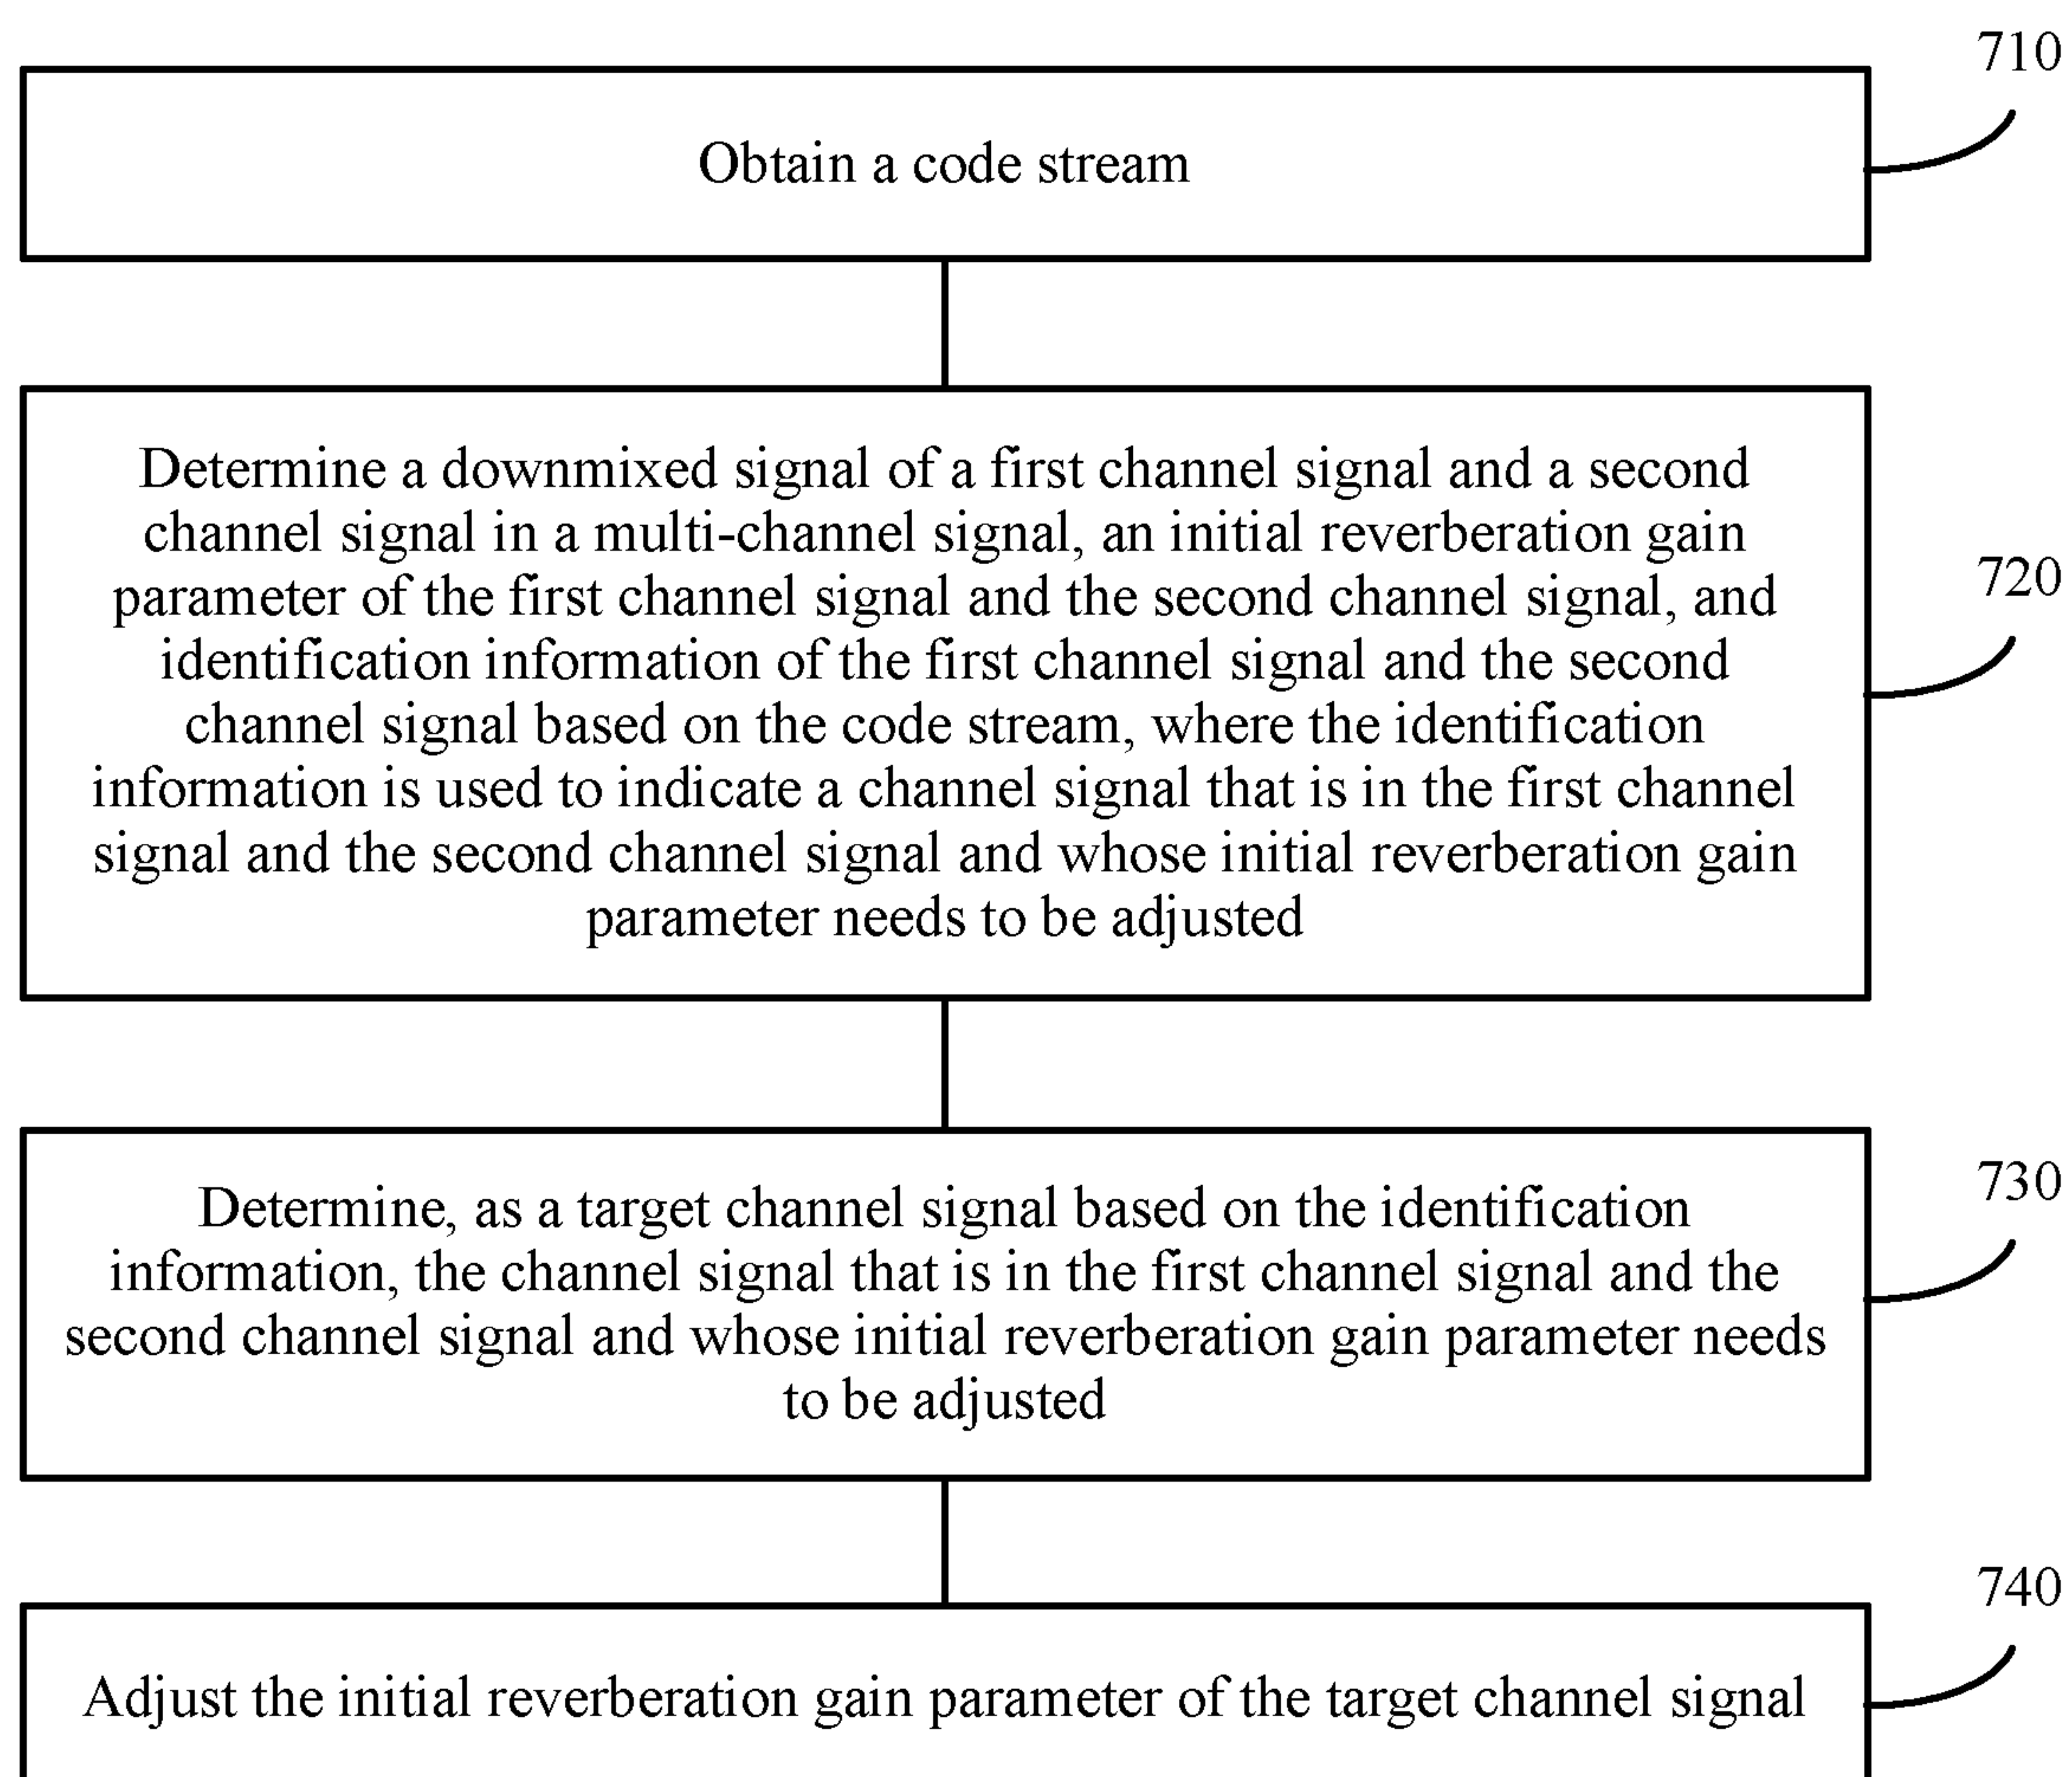 710
Obtain a code stream
Determine a downmixed signal of a first channel signal and a second
channel signal in a multi-channel signal, an initial reverberation gain
parameter of the first channel signal and the second channel signal, and
identification information of the first channel signal and the second
channel signal based on the code stream, where the identification
information is used to indicate a channel signal that is in the first channel
signal and the second channel signal and whose initial reverberation gain
parameter needs to be adjusted
720
Determine, as a target channel signal based on the identification
information, the channel signal that is in the first channel signal and the
second channel signal and whose initial reverberation gain parameter needs
to be adjusted
730
740
Adjust the initial reverberation gain parameter of the target channel signal